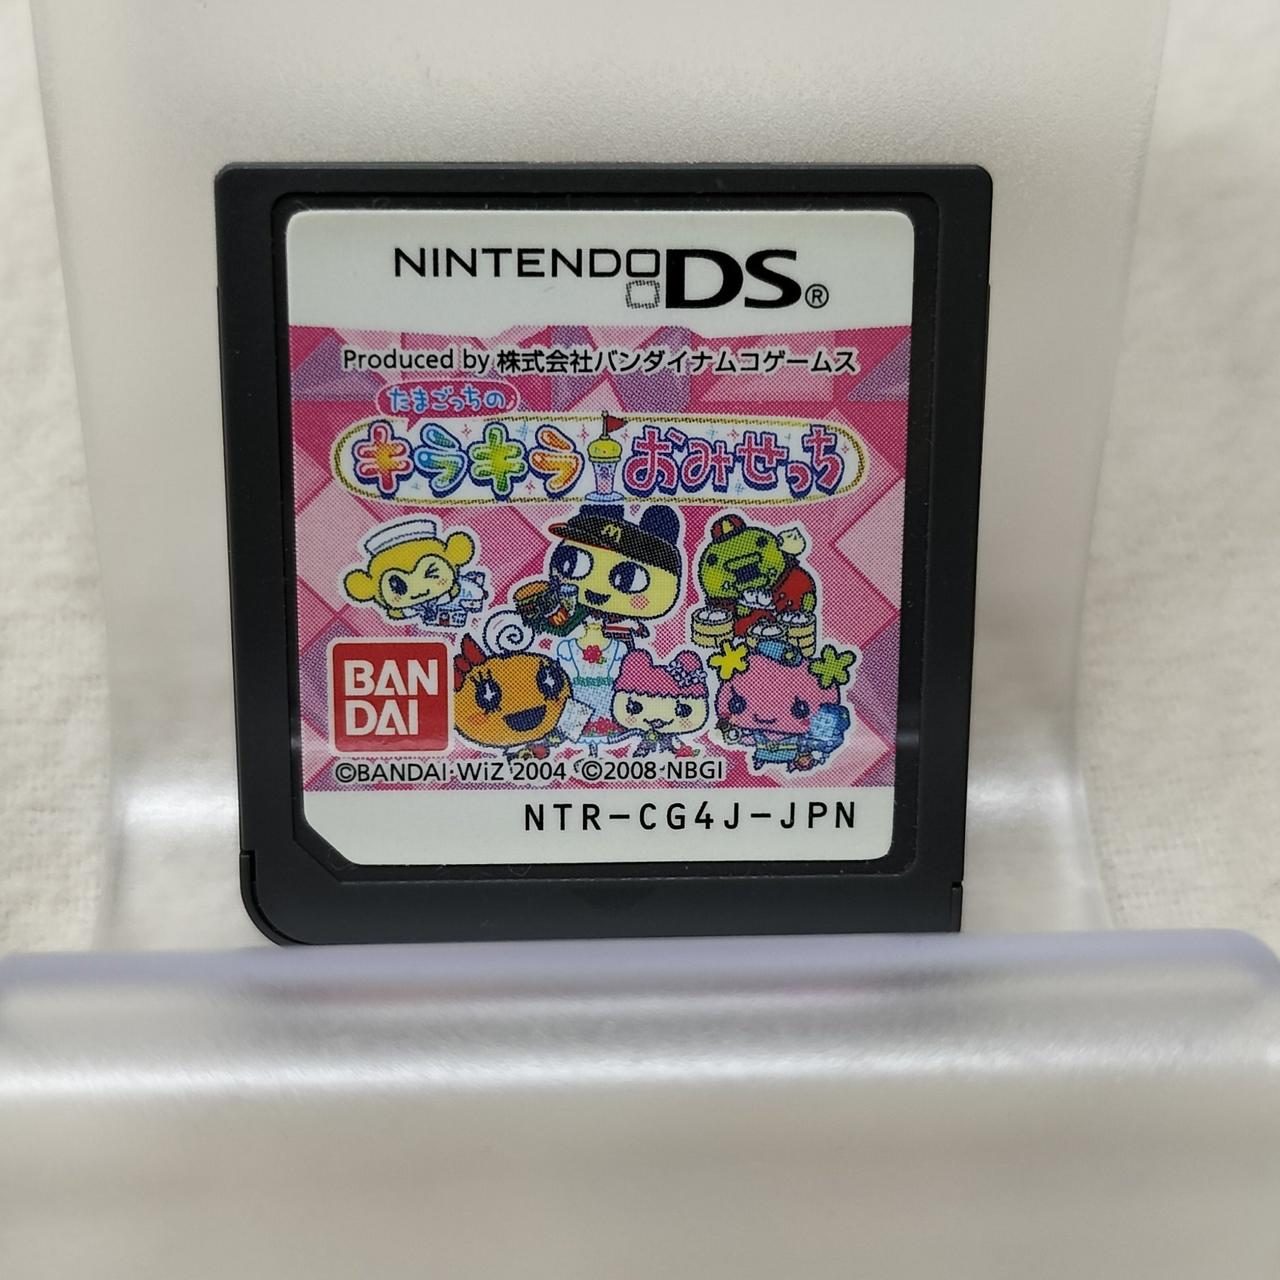 NINTENDO DS®
Produced by 株式会社バンダイナムコゲームス
たまごっちの
キラキラおみせっち
M
M
BAN
DAI
©BANDAI・WiZ 2004 ©2008 NBGI
NTR-CG4J-JPN